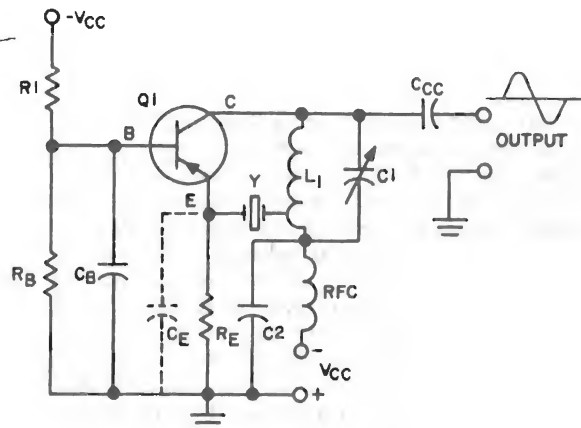 -VCC
R1
Q1
C
CCC
B
Y
L1
C1
OUTPUT
E
RB
CB
CE
RE
C2
RFC
-
VCC
+